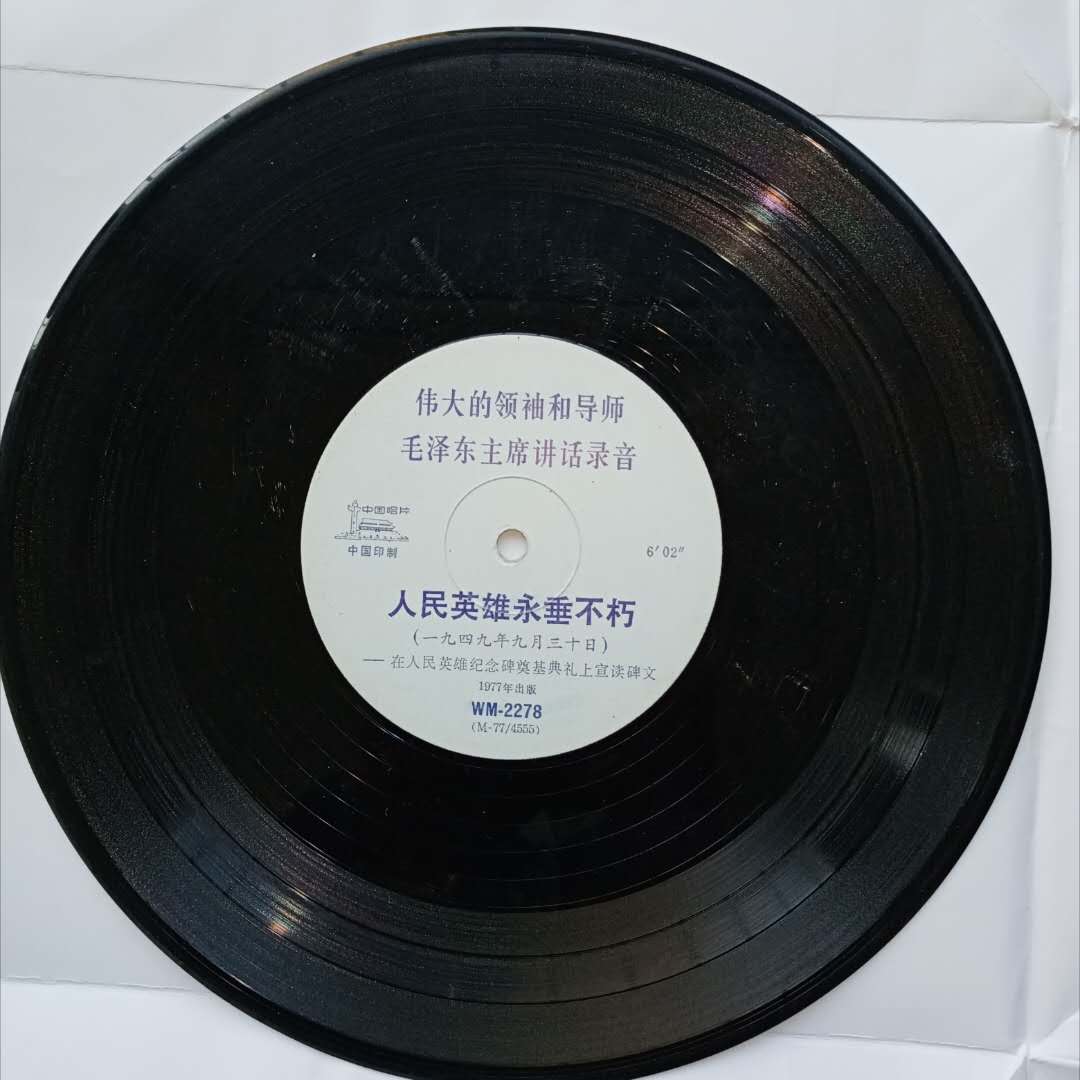 伟大的领袖和导师
毛泽东主席讲话录音
中国唱片
中国印制
6′02″
人民英雄永垂不朽
(一九四九年九月三十日)
── 在人民英雄纪念碑奠基典礼上宣读碑文
1977年出版
WM-2278
(M-77/4555)